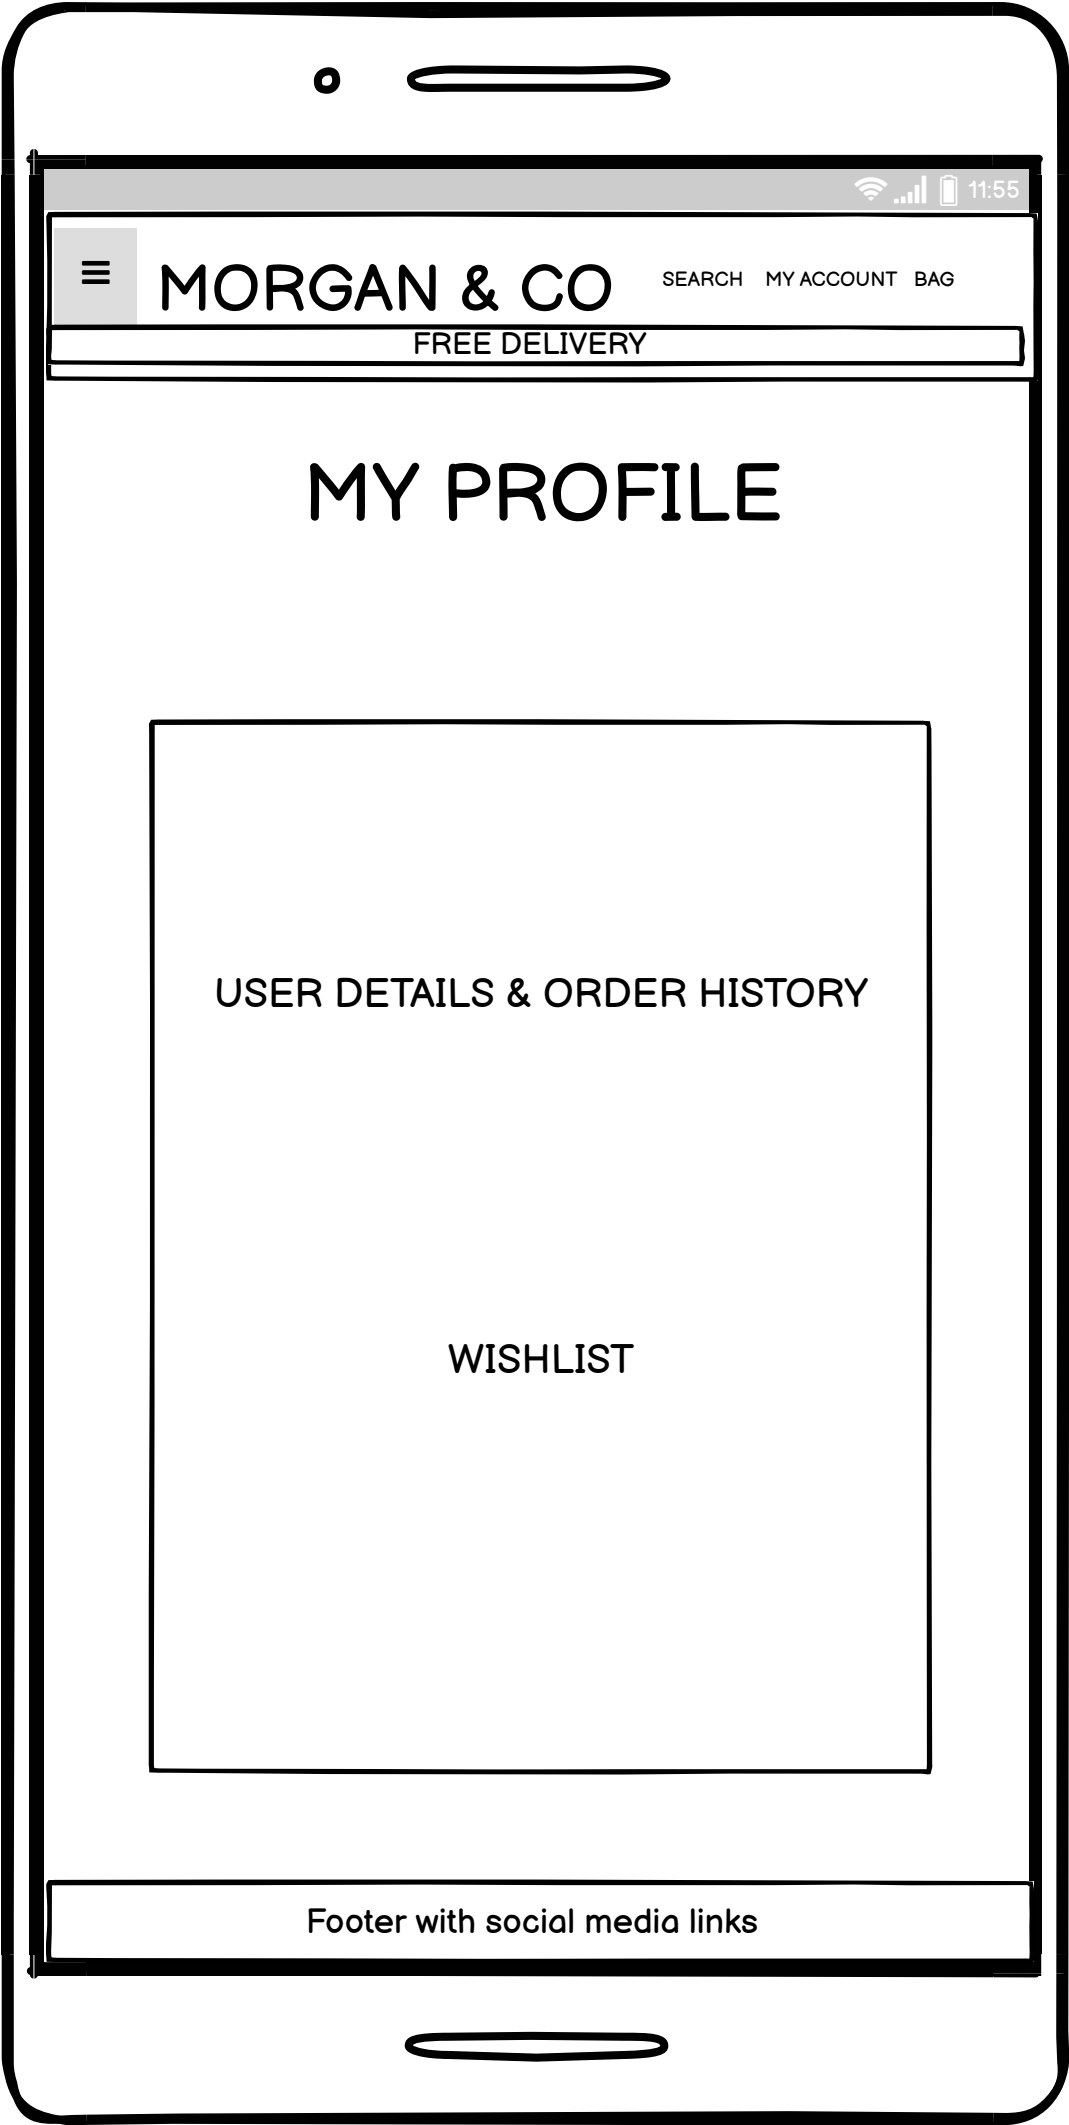 11:55
MORGAN & CO
SEARCH MY ACCOUNT BAG
FREE DELIVERY
MY PROFILE
USER DETAILS & ORDER HISTORY
WISHLIST
Footer with social media links